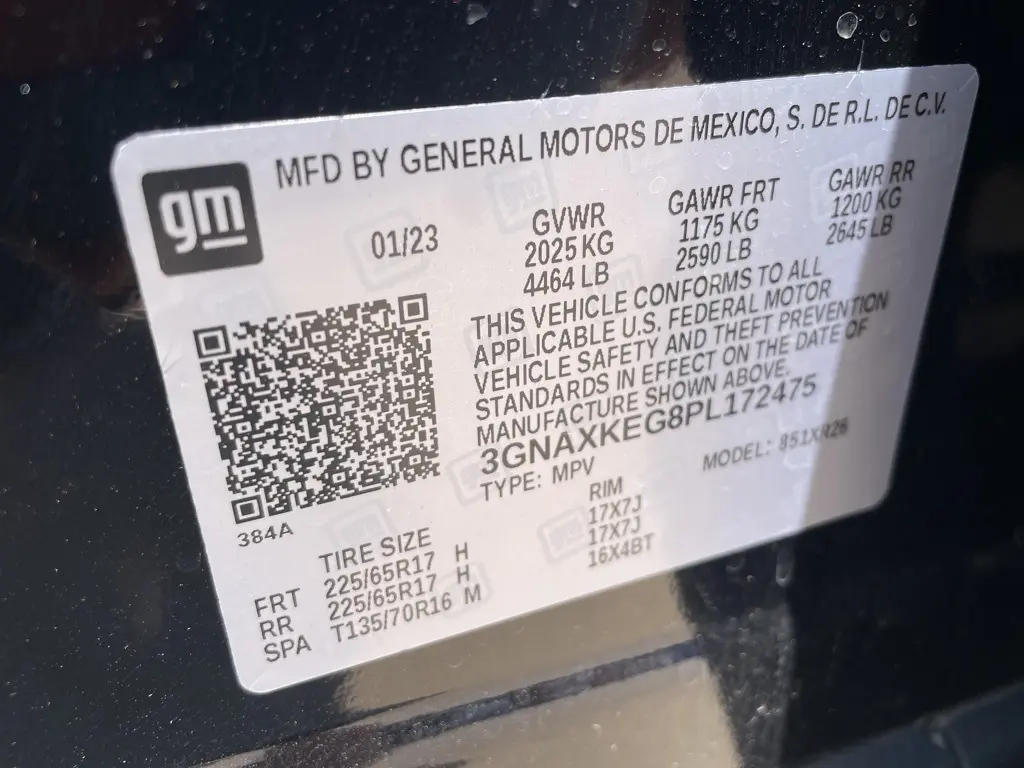 gm
MFD BY GENERAL MOTORS DE MEXICO, S. DE R.L. DE C.V.
01/23
GVWR
2025 KG
4464 LB
GAWR FRT
1175 KG
2590 LB
GAWR RR
1200 KG
2645 LB
THIS VEHICLE CONFORMS TO ALL
APPLICABLE U.S. FEDERAL MOTOR
VEHICLE SAFETY AND THEFT PREVENTION
STANDARDS IN EFFECT ON THE DATE OF
MANUFACTURE SHOWN ABOVE.
3GNAXKEG8PL172475
TYPE: MPV
MODEL: 851XR26
384A
TIRE SIZE
RIM
FRT 225/65R17 H 17X7J
RR 225/65R17 H 17X7J
SPA T135/70R16 M 16X4BT